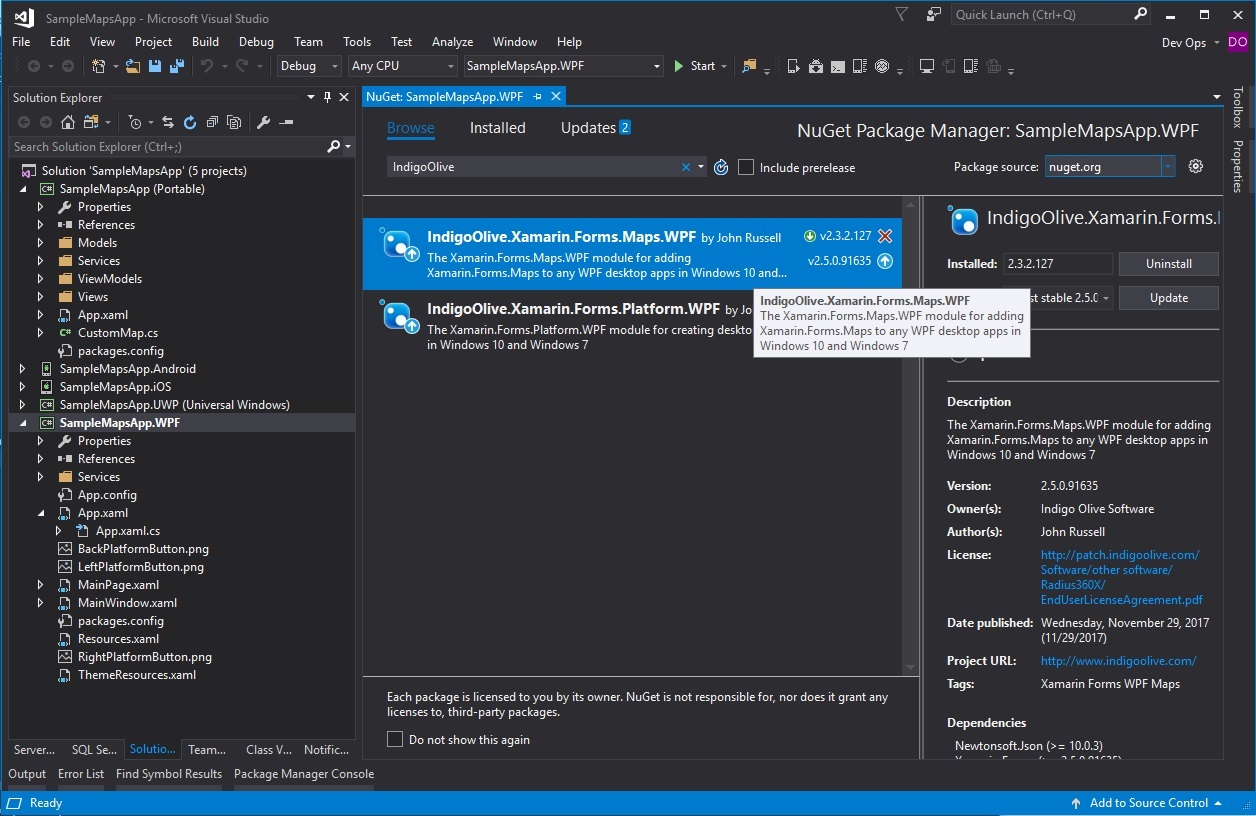 SampleMapsApp - Microsoft Visual Studio
Quick Launch (Ctrl+Q)
File Edit View Project Build Debug Team Tools Test Analyze Window Help
Dev Ops DO
Debug Any CPU SampleMapsApp.WPF Start
Solution Explorer
Search Solution Explorer (Ctrl+;)
Solution 'SampleMapsApp' (5 projects)
C# SampleMapsApp (Portable)
Properties
References
Models
Services
ViewModels
Views
App.xaml
C# CustomMap.cs
packages.config
SampleMapsApp.Android
SampleMapsApp.iOS
C# SampleMapsApp.UWP (Universal Windows)
C# SampleMapsApp.WPF
Properties
References
Services
App.config
App.xaml
App.xaml.cs
BackPlatformButton.png
LeftPlatformButton.png
MainPage.xaml
MainWindow.xaml
packages.config
Resources.xaml
RightPlatformButton.png
ThemeResources.xaml
Server... SQL Se... Solutio... Team... Class V... Notific...
NuGet: SampleMapsApp.WPF
Browse Installed Updates 2
NuGet Package Manager: SampleMapsApp.WPF
IndigoOlive
Include prerelease
Package source: nuget.org
IndigoOlive.Xamarin.Forms.Maps.WPF by John Russell v2.3.2.127
The Xamarin.Forms.Maps.WPF module for adding
Xamarin.Forms.Maps to any WPF desktop apps in Windows 10 and...
v2.5.0.91635
IndigoOlive.Xamarin.Forms.Platform.WPF by Jo
The Xamarin.Forms.Platform.WPF module for creating deskto
in Windows 10 and Windows 7
IndigoOlive.Xamarin.Forms.Maps.WPF
The Xamarin.Forms.Maps.WPF module for adding
Xamarin.Forms.Maps to any WPF desktop apps in
Windows 10 and Windows 7
Each package is licensed to you by its owner. NuGet is not responsible for, nor does it grant any
licenses to, third-party packages.
Do not show this again
IndigoOlive.Xamarin.Forms.
Installed: 2.3.2.127 Uninstall
st stable 2.5.0 Update
Description
The Xamarin.Forms.Maps.WPF module for adding
Xamarin.Forms.Maps to any WPF desktop apps in
Windows 10 and Windows 7
Version: 2.5.0.91635
Owner(s): Indigo Olive Software
Author(s): John Russell
License: http://patch.indigoolive.com/
Software/other software/
Radius360X/
EndUserLicenseAgreement.pdf
Date published: Wednesday, November 29, 2017
(11/29/2017)
Project URL: http://www.indigoolive.com/
Tags: Xamarin Forms WPF Maps
Dependencies
Newtonsoft.Json (>= 10.0.3)
Toolbox
Properties
Output Error List Find Symbol Results Package Manager Console
Ready
Add to Source Control